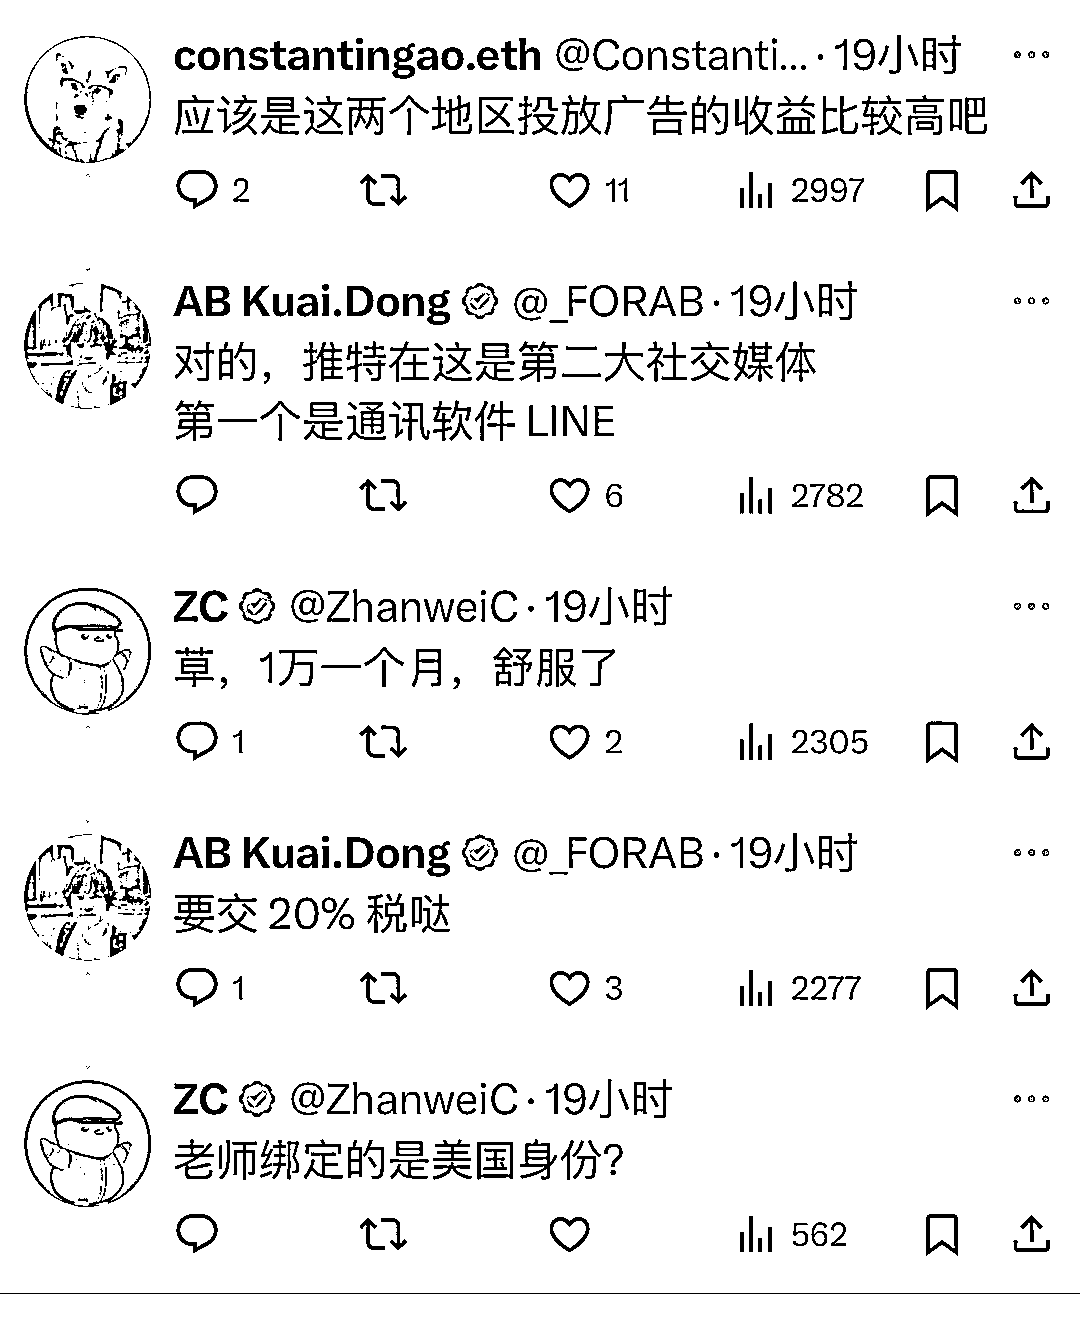 constantingao.eth @Constanti... · 19小时
应该是这两个地区投放广告的收益比较高吧
2 11 2997
AB Kuai.Dong @_FORAB · 19小时
对的，推特在这是第二大社交媒体
第一个是通讯软件 LINE
6 2782
ZC @ZhanweiC · 19小时
草，1万一个月，舒服了
1 2 2305
AB Kuai.Dong @_FORAB · 19小时
要交 20% 税哒
1 3 2277
ZC @ZhanweiC · 19小时
老师绑定的是美国身份？
562